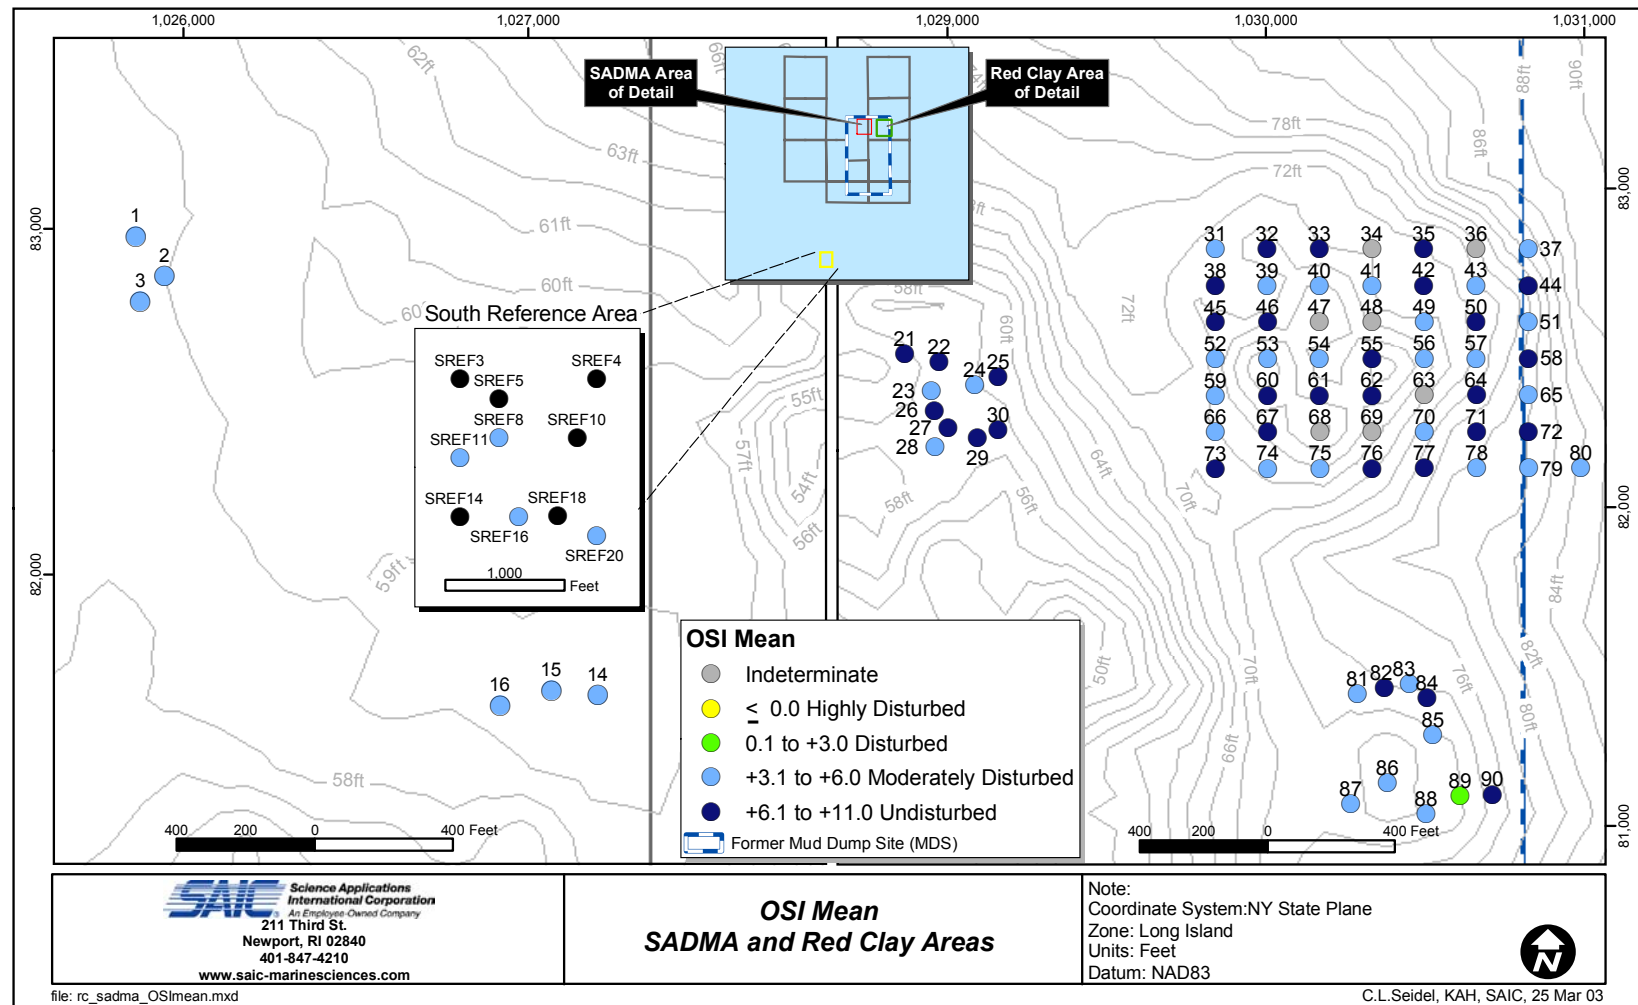 1,026,000
1,027,000
1,029,000
1,030,000
1,031,000
83,000
82,000
83,000
82,000
81,000
SADMA Area
of Detail
Red Clay Area
of Detail
62ft
66ft
63ft
61ft
60ft
59ft
58ft
57ft
55ft
54ft
56ft
58ft
60ft
58ft
56ft
64ft
50ft
72ft
70ft
70ft
66ft
72ft
78ft
86ft
88ft
90ft
84ft
82ft
80ft
76ft
1
2
3
16
15
14
South Reference Area
SREF3
SREF4
SREF5
SREF8
SREF10
SREF11
SREF14
SREF18
SREF16
SREF20
1,000
Feet
21
22
25
24
23
26
27
30
28
29
31
32
33
34
35
36
37
38
39
40
41
42
43
44
45
46
47
48
49
50
51
52
53
54
55
56
57
58
59
60
61
62
63
64
65
66
67
68
69
70
71
72
73
74
75
76
77
78
79
80
81
82
83
84
85
86
87
88
89
90
OSI Mean
Indeterminate
≤ 0.0 Highly Disturbed
0.1 to +3.0 Disturbed
+3.1 to +6.0 Moderately Disturbed
+6.1 to +11.0 Undisturbed
Former Mud Dump Site (MDS)
400 200 0 400 Feet
400 200 0 400 Feet
SAIC
Science Applications
International Corporation
An Employee-Owned Company
211 Third St.
Newport, RI 02840
401-847-4210
www.saic-marinesciences.com
OSI Mean
SADMA and Red Clay Areas
Note:
Coordinate System:NY State Plane
Zone: Long Island
Units: Feet
Datum: NAD83
N
file: rc_sadma_OSImean.mxd
C.L.Seidel, KAH, SAIC, 25 Mar 03